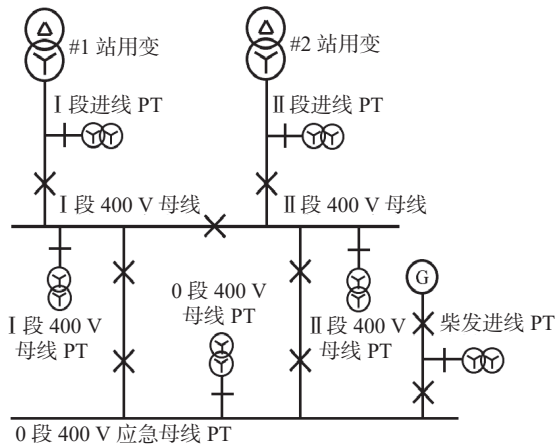 #1 站用变
#2 站用变
Ⅰ 段进线 PT
Ⅱ 段进线 PT
Ⅰ 段 400 V 母线
Ⅱ 段 400 V 母线
Ⅰ 段 400 V
母线 PT
0 段 400 V
母线 PT
Ⅱ 段 400 V
母线 PT
G
柴发进线 PT
0 段 400 V 应急母线 PT